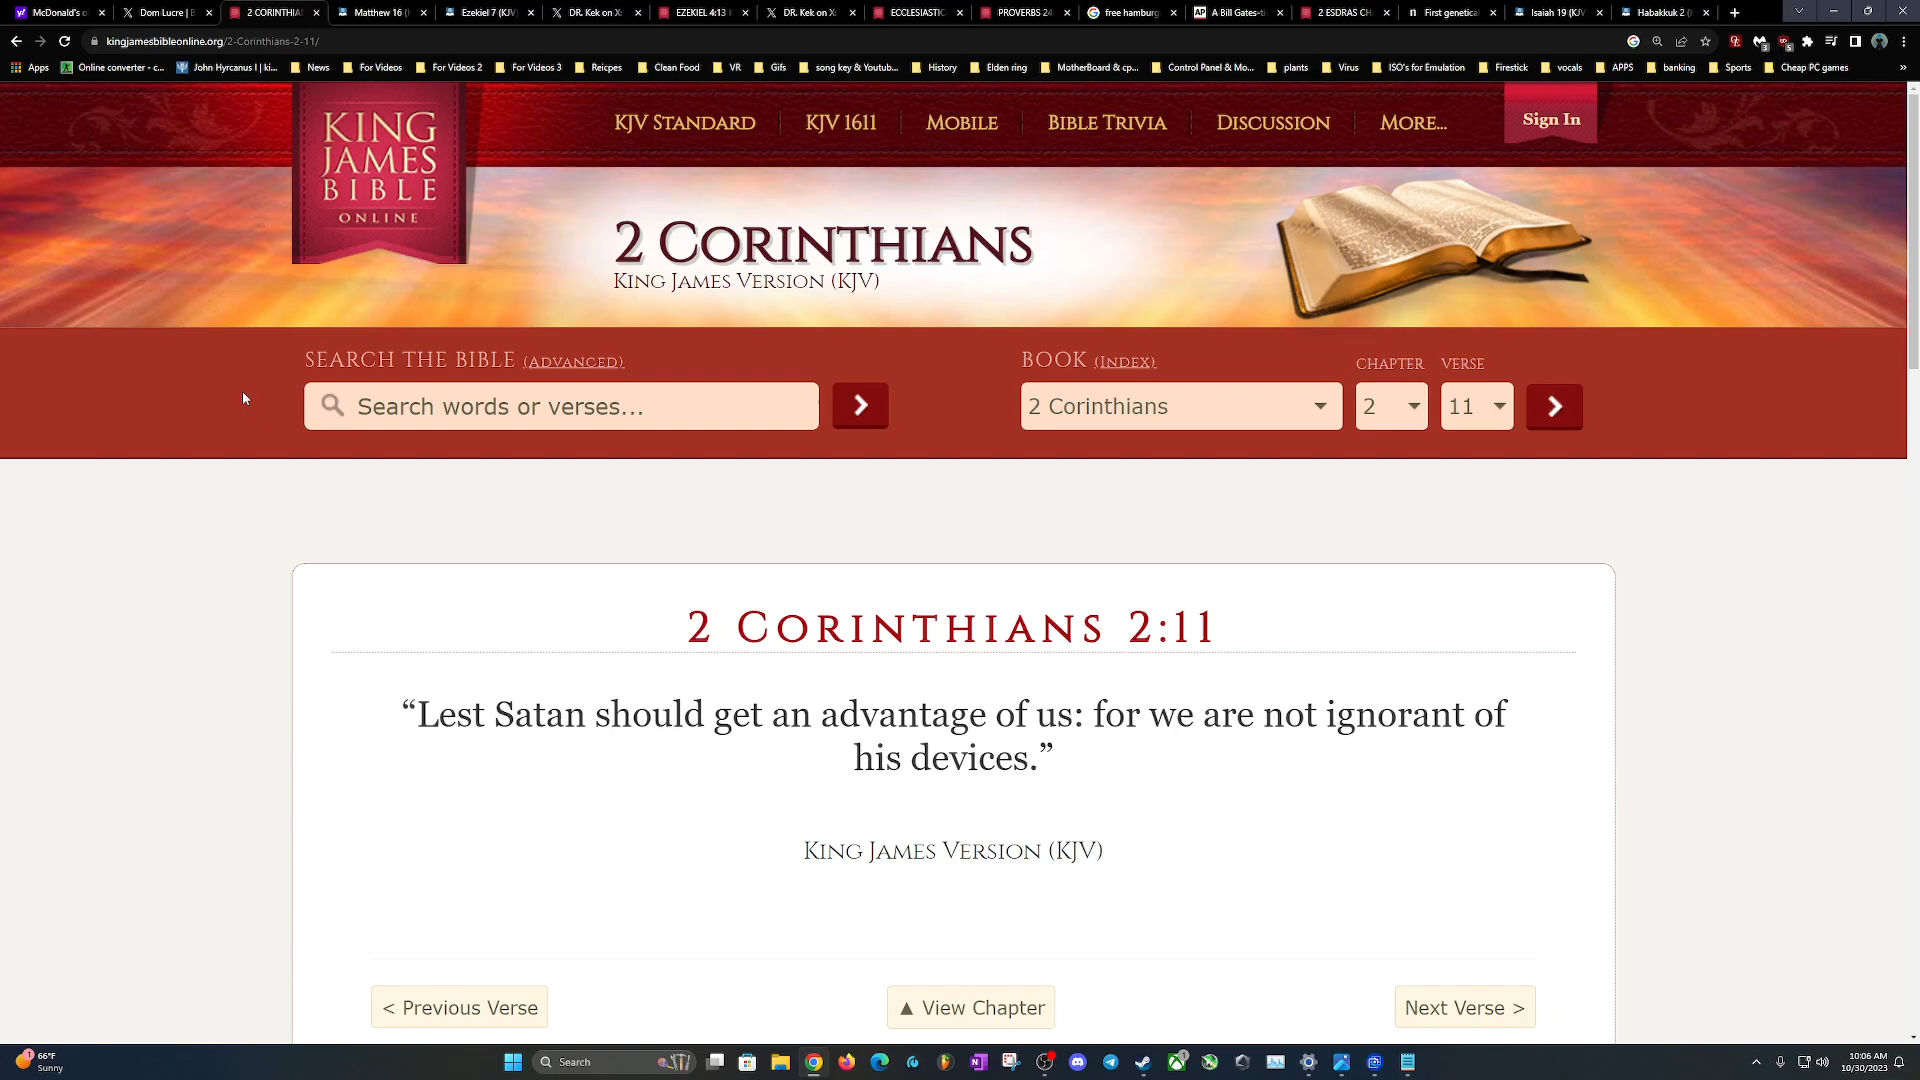 McDonald's o
Dom Lucre | B
2 CORINTHIA
Matthew 16 (
Ezekiel 7 (KJV)
DR. Kek on X:
EZEKIEL 4:13
DR. Kek on X:
ECCLESIASTIC
PROVERBS 24
free hamburg
A Bill Gates-ti
2 ESDRAS CH
First genetical
Isaiah 19 (KJV
Habakkuk 2 (
kingjamesbibleonline.org/2-Corinthians-2-11/
Apps
Online converter - c...
John Hyrcanus I | ki...
News
For Videos
For Videos 2
For Videos 3
Reicpes
Clean Food
VR
Gifs
song key & Youtub...
History
Elden ring
MotherBoard & cp...
Control Panel & Mo...
plants
Virus
ISO's for Emulation
Firestick
vocals
APPS
banking
Sports
Cheap PC games
KING
JAMES
BIBLE
ONLINE
KJV STANDARD
KJV 1611
MOBILE
BIBLE TRIVIA
DISCUSSION
MORE...
Sign In
2 CORINTHIANS
KING JAMES VERSION (KJV)
SEARCH THE BIBLE (ADVANCED)
BOOK (INDEX)
CHAPTER
VERSE
Search words or verses...
2 Corinthians
2
11
2 CORINTHIANS 2:11
“Lest Satan should get an advantage of us: for we are not ignorant of
his devices.”
KING JAMES VERSION (KJV)
< Previous Verse
▲ View Chapter
Next Verse >
66°F
Sunny
Search
10:06 AM
10/30/2023